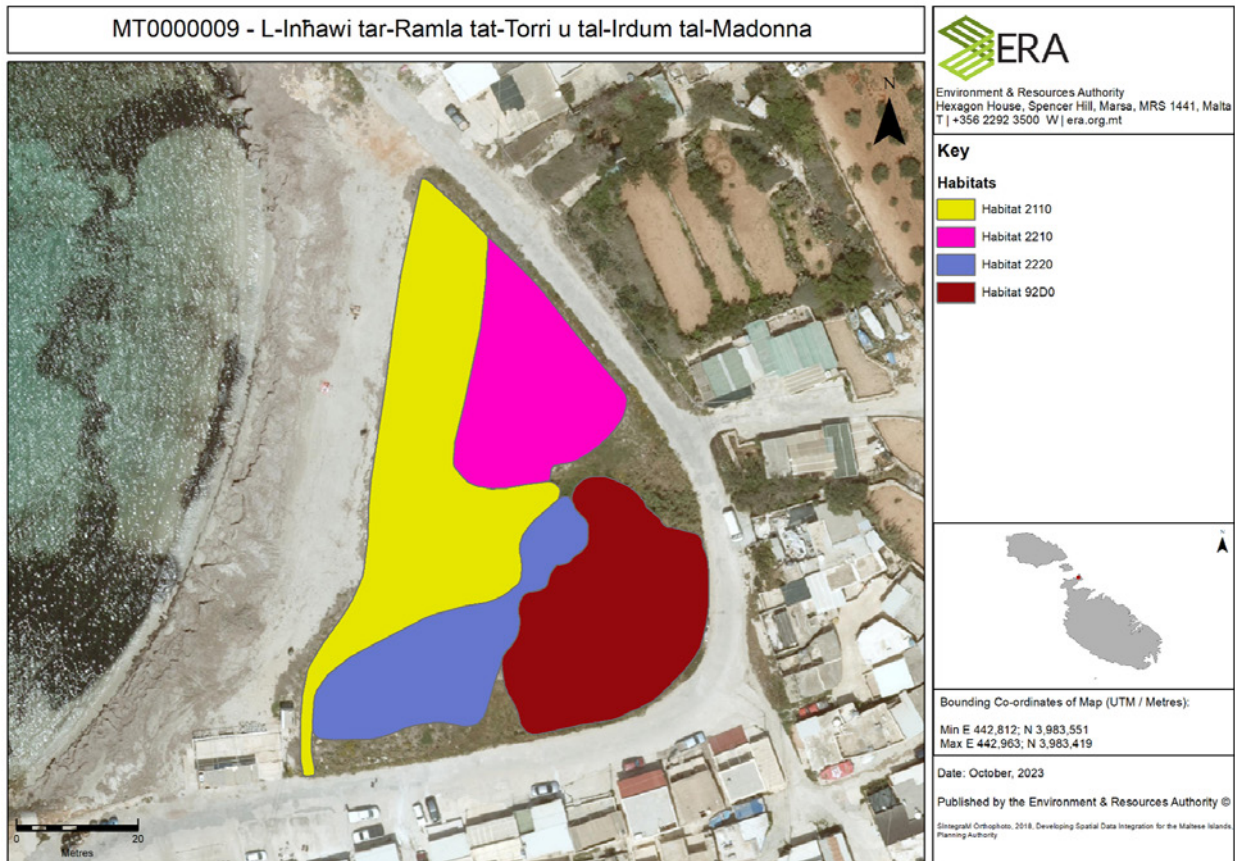 MT0000009 - L-Inħawi tar-Ramla tat-Torri u tal-Irdum tal-Madonna
N
0
20
Metres
ERA
Environment & Resources Authority
Hexagon House, Spencer Hill, Marsa, MRS 1441, Malta
T | +356 2292 3500 W | era.org.mt
Key
Habitats
Habitat 2110
Habitat 2210
Habitat 2220
Habitat 92D0
N
Bounding Co-ordinates of Map (UTM / Metres):
Min E 442,812; N 3,983,551
Max E 442,963; N 3,983,419
Date: October, 2023
Published by the Environment & Resources Authority ©
SIntegraM Orthophoto, 2018, Developing Spatial Data Integration for the Maltese Islands,
Planning Authority